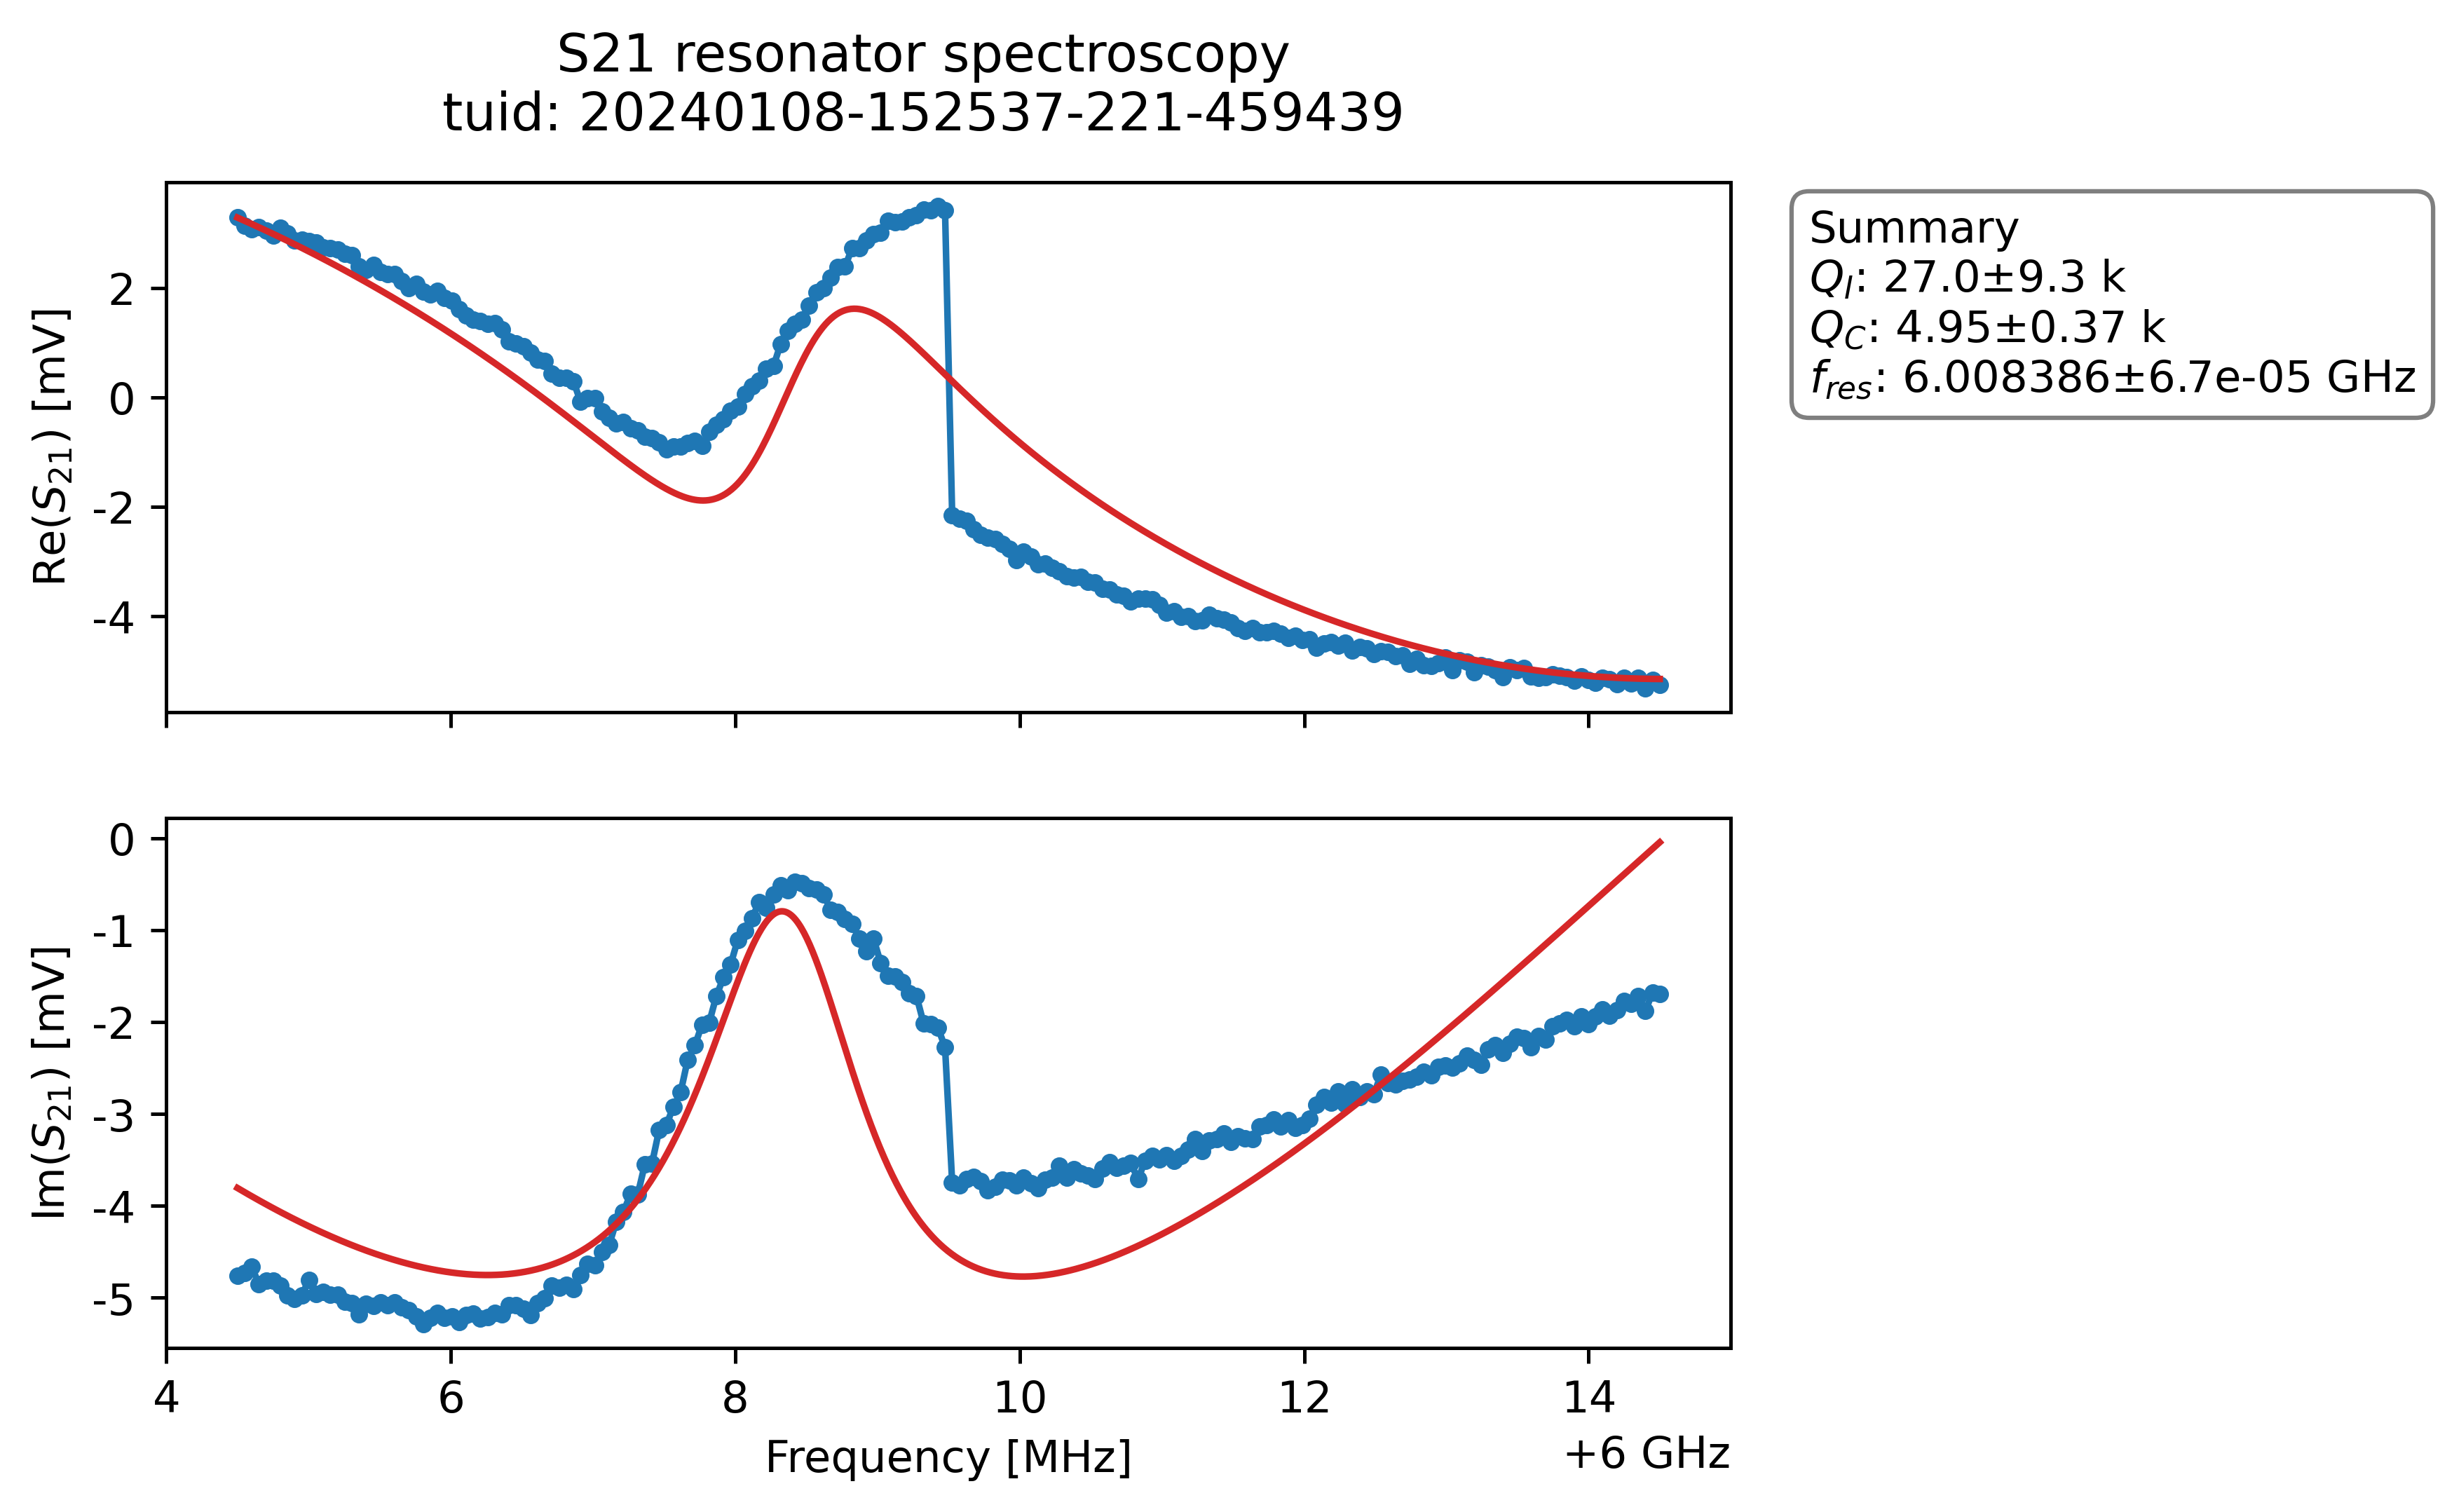 S21 resonator spectroscopy
tuid: 20240108-152537-221-459439
Re(S₂₁) [mV]
2
0
-2
-4
Summary
Q_I: 27.0±9.3 k
Q_C: 4.95±0.37 k
f_res: 6.008386±6.7e-05 GHz
Im(S₂₁) [mV]
0
-1
-2
-3
-4
-5
4 6 8 10 12 14
Frequency [MHz]
+6 GHz